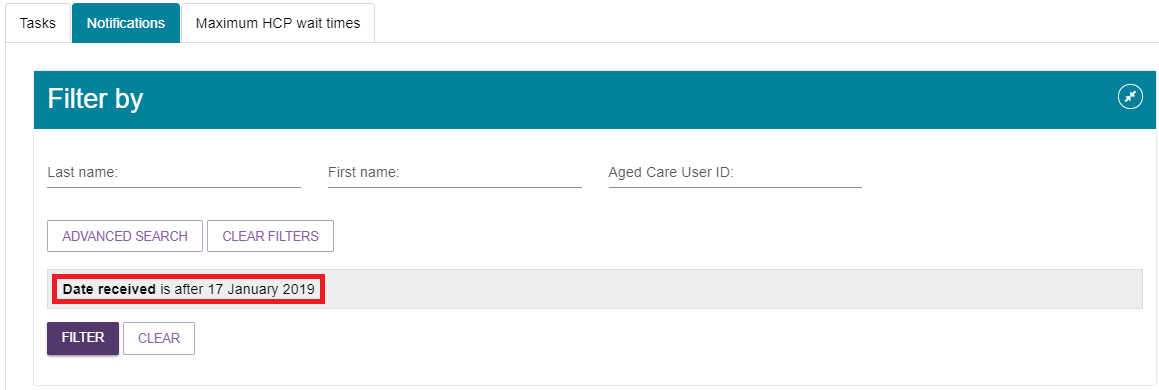 Tasks Notifications Maximum HCP wait times
Filter by
Last name: First name: Aged Care User ID:
ADVANCED SEARCH CLEAR FILTERS
Date received is after 17 January 2019
FILTER CLEAR